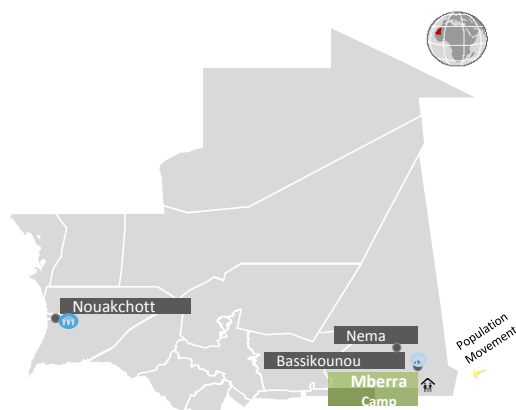 Nouakchott
Nema
Population
Movement
Bassikounou
Mberra
Camp